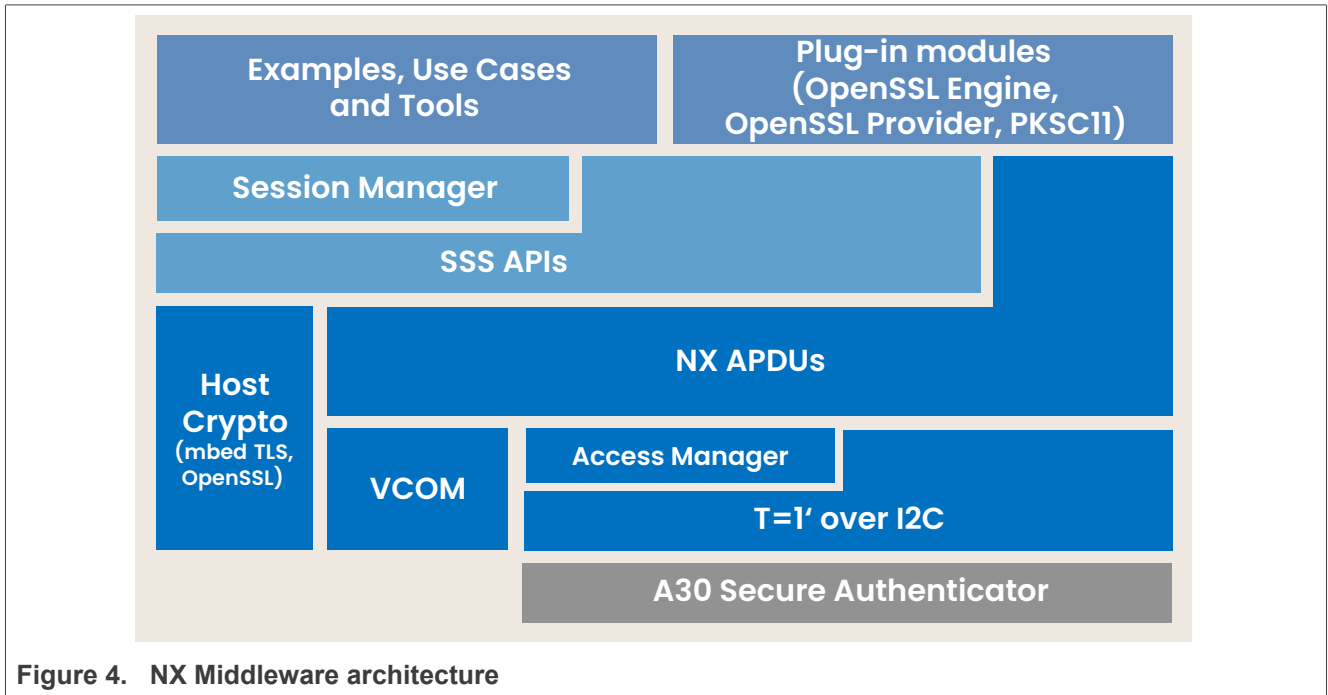 Examples, Use Cases
and Tools
Plug-in modules
(OpenSSL Engine,
OpenSSL Provider, PKSC11)
Session Manager
SSS APIs
Host
Crypto
(mbed TLS,
OpenSSL)
NX APDUs
VCOM
Access Manager
T=1‘ over I2C
A30 Secure Authenticator
Figure 4. NX Middleware architecture